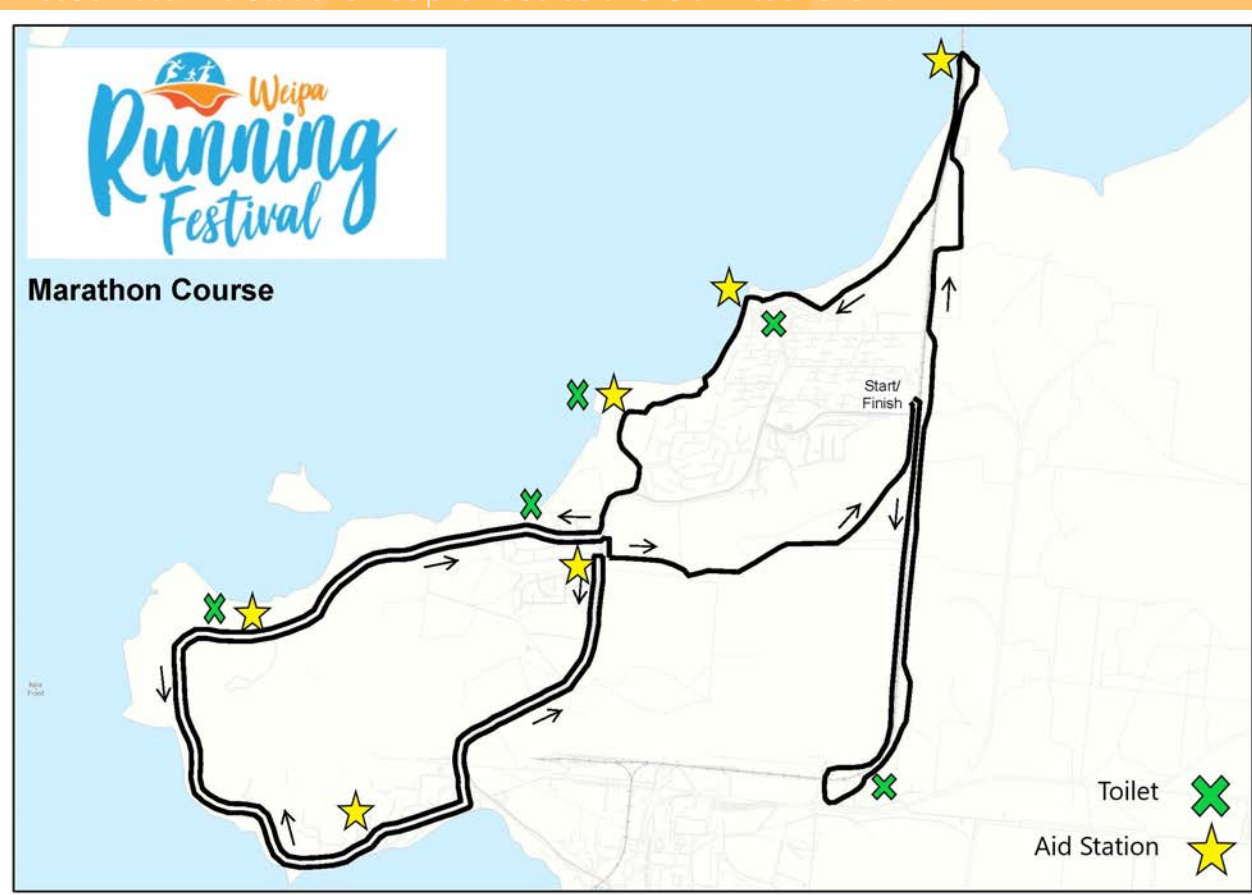 Weipa
Running
Festival
Marathon Course
Start/
Finish
Toilet
Aid Station